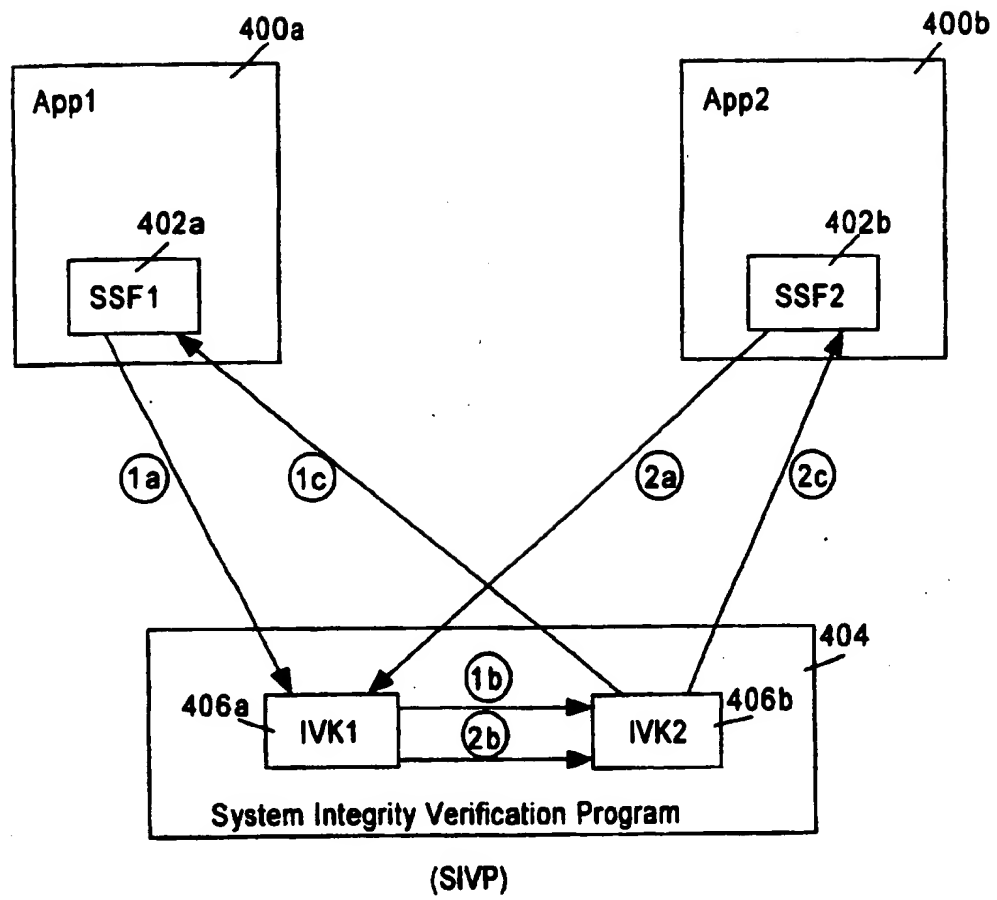 400a
400b
App1
App2
402a
402b
SSF1
SSF2
1a
1c
2a
2c
404
1b
406a
406b
IVK1
IVK2
2b
System Integrity Verification Program
(SIVP)